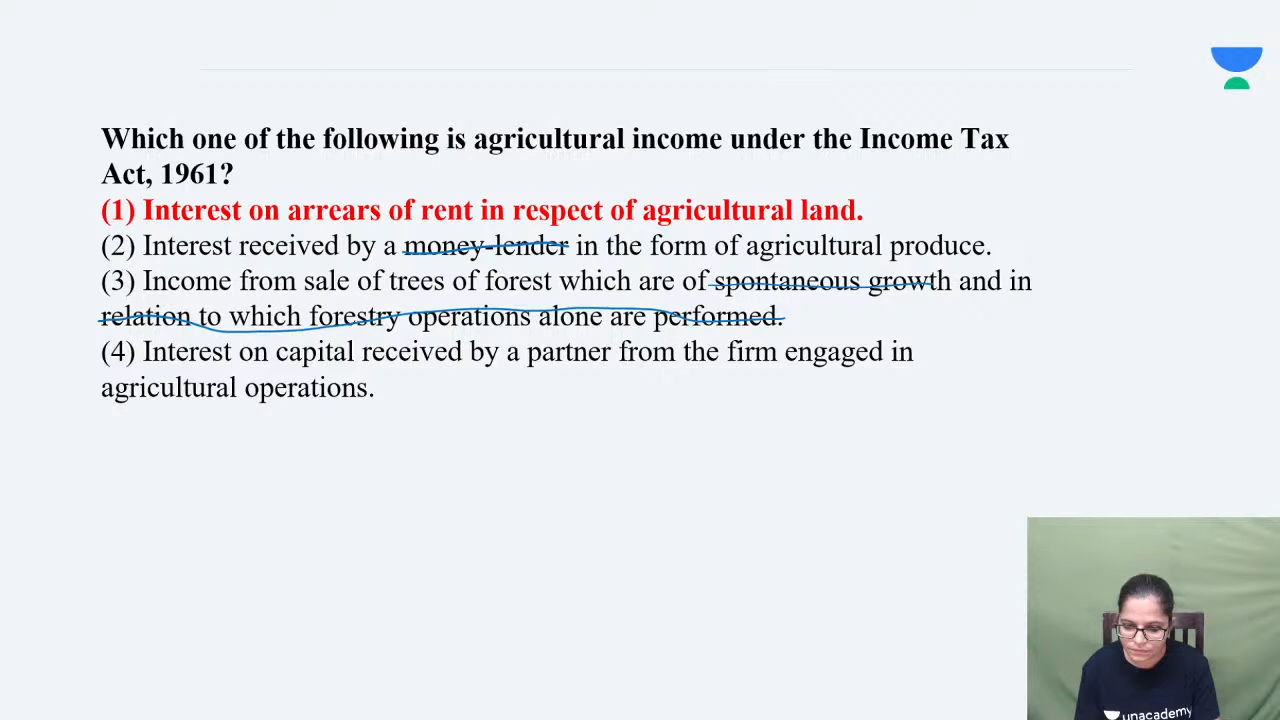 Which one of the following is agricultural income under the Income Tax
Act, 1961?
(1) Interest on arrears of rent in respect of agricultural land.
(2) Interest received by a money-lender in the form of agricultural produce.
(3) Income from sale of trees of forest which are of spontaneous growth and in
relation to which forestry operations alone are performed.
(4) Interest on capital received by a partner from the firm engaged in
agricultural operations.
unacademy